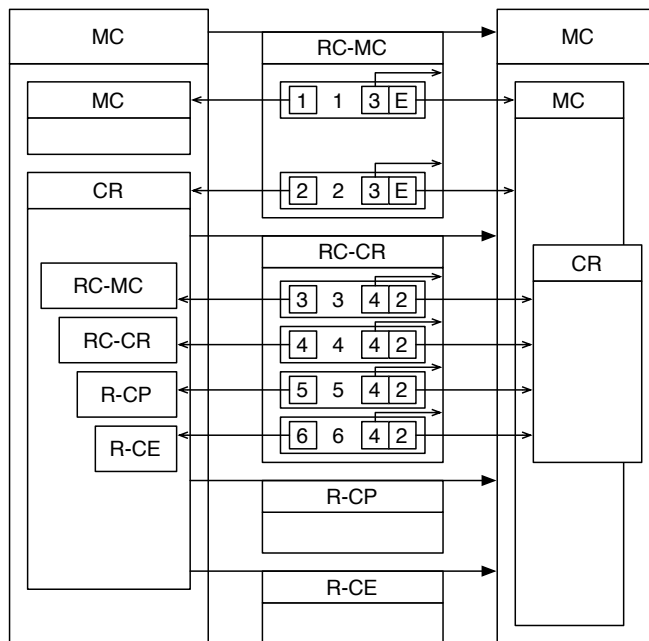 MC
RC-MC
MC
MC
1 1 3 E
MC
CR
2 2 3 E
RC-CR
CR
RC-MC
3 3 4 2
RC-CR
4 4 4 2
R-CP
5 5 4 2
R-CE
6 6 4 2
R-CP
R-CE